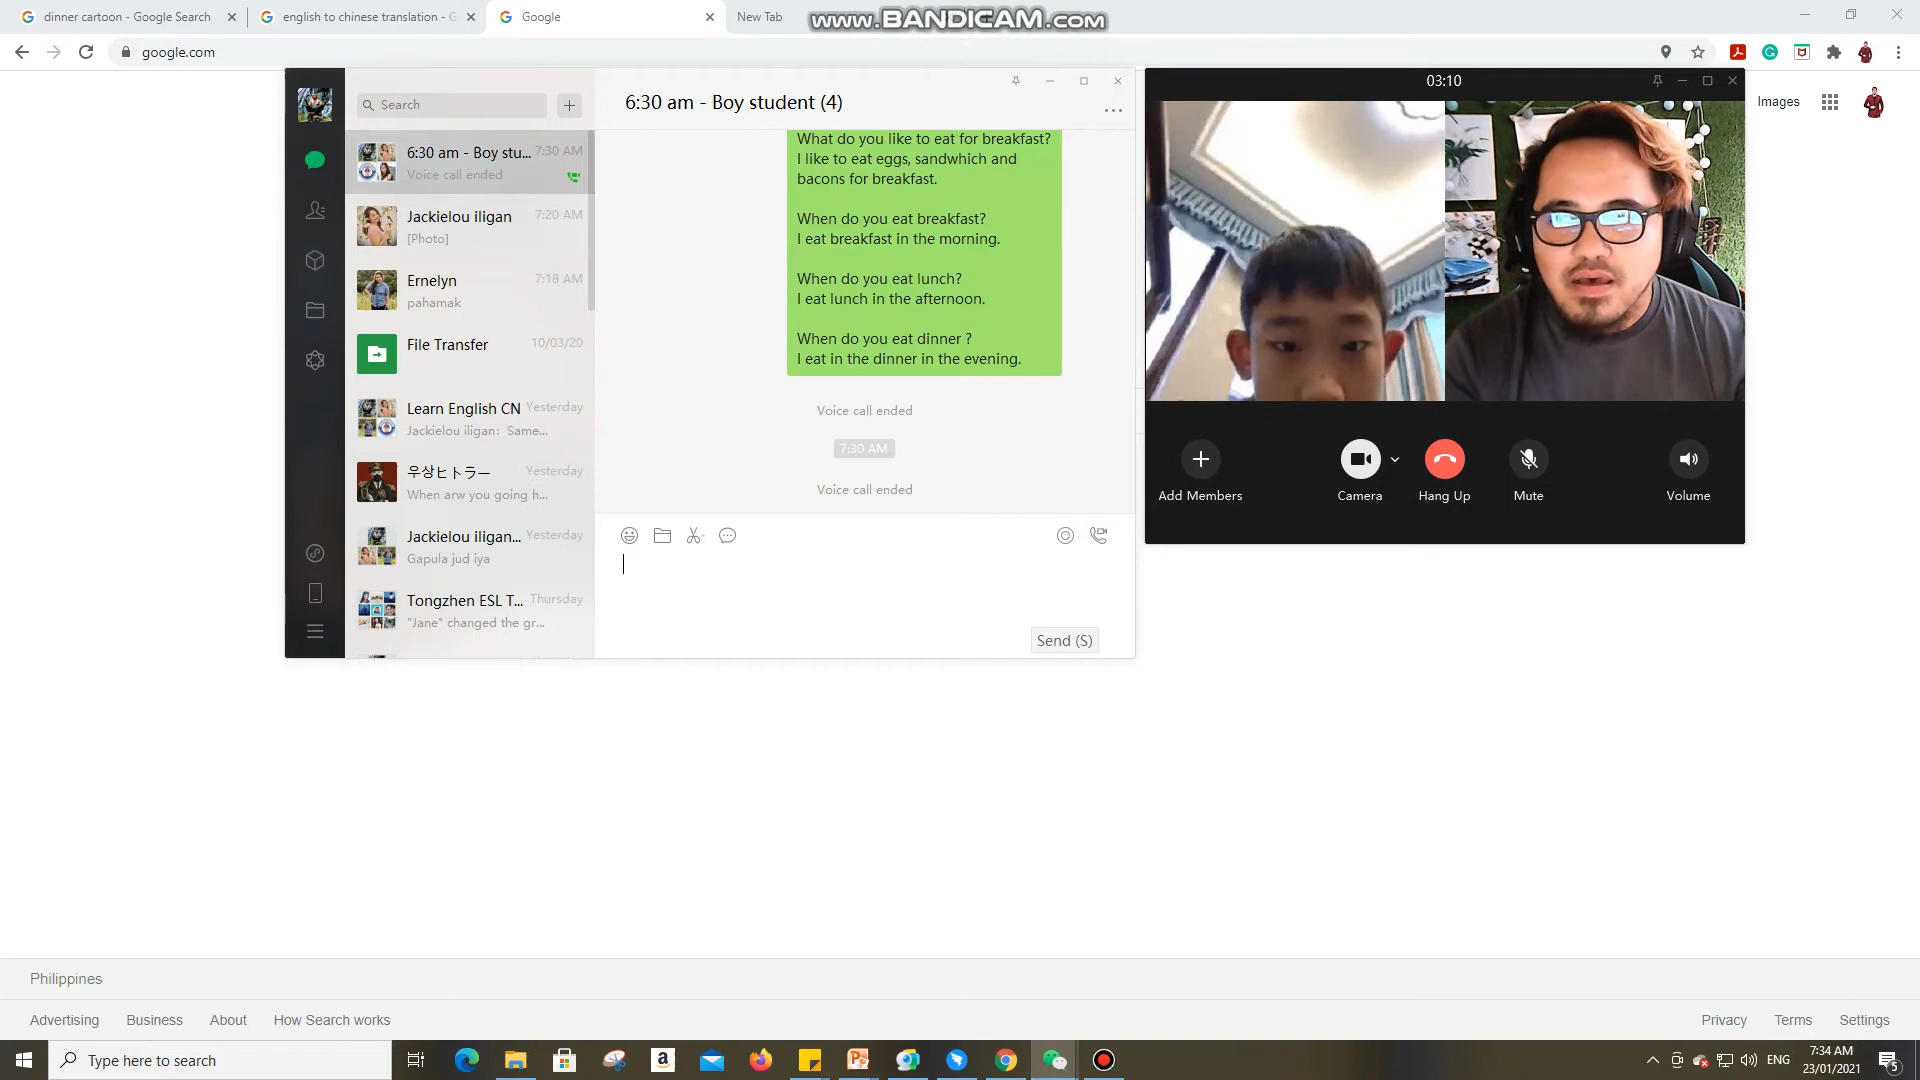 dinner cartoon - Google Search
english to chinese translation - G
Google
New Tab
www.BANDICAM.com
google.com
Images
Search
6:30 am - Boy stu...
7:30 AM
Voice call ended
Jackielou iligan
7:20 AM
[Photo]
Ernelyn
7:18 AM
pahamak
File Transfer
10/03/20
Learn English CN
Yesterday
Jackielou iligan: Same...
우상ヒトラー
Yesterday
When arw you going h...
Jackielou iligan...
Yesterday
Gapula jud iya
Tongzhen ESL T...
Thursday
"Jane" changed the gr...
6:30 am - Boy student (4)
What do you like to eat for breakfast?
I like to eat eggs, sandwhich and
bacons for breakfast.
When do you eat breakfast?
I eat breakfast in the morning.
When do you eat lunch?
I eat lunch in the afternoon.
When do you eat dinner ?
I eat in the dinner in the evening.
Voice call ended
7:30 AM
Voice call ended
Send (S)
03:10
Add Members
Camera
Hang Up
Mute
Volume
Philippines
Advertising
Business
About
How Search works
Privacy
Terms
Settings
Type here to search
ENG
7:34 AM
23/01/2021
5